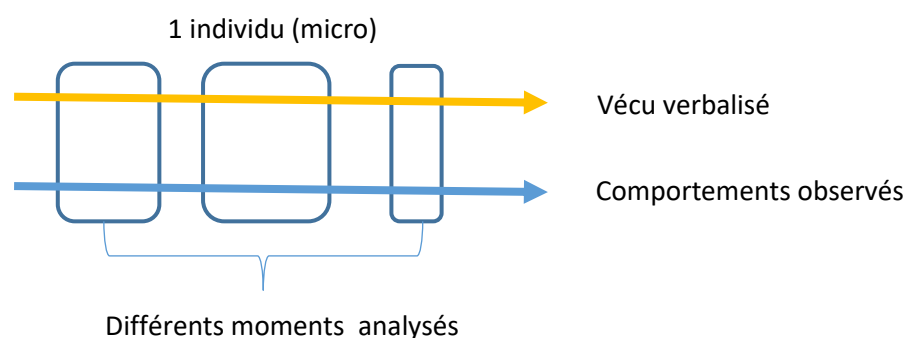 1 individu (micro)
Vécu verbalisé
Comportements observés
Différents moments analysés